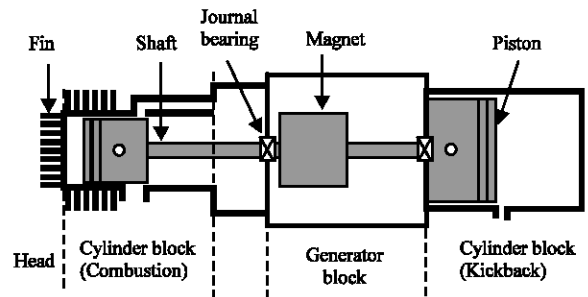 Journal
bearing
Fin
Shaft
Magnet
Piston
Head
Cylinder block
(Combustion)
Generator
block
Cylinder block
(Kickback)